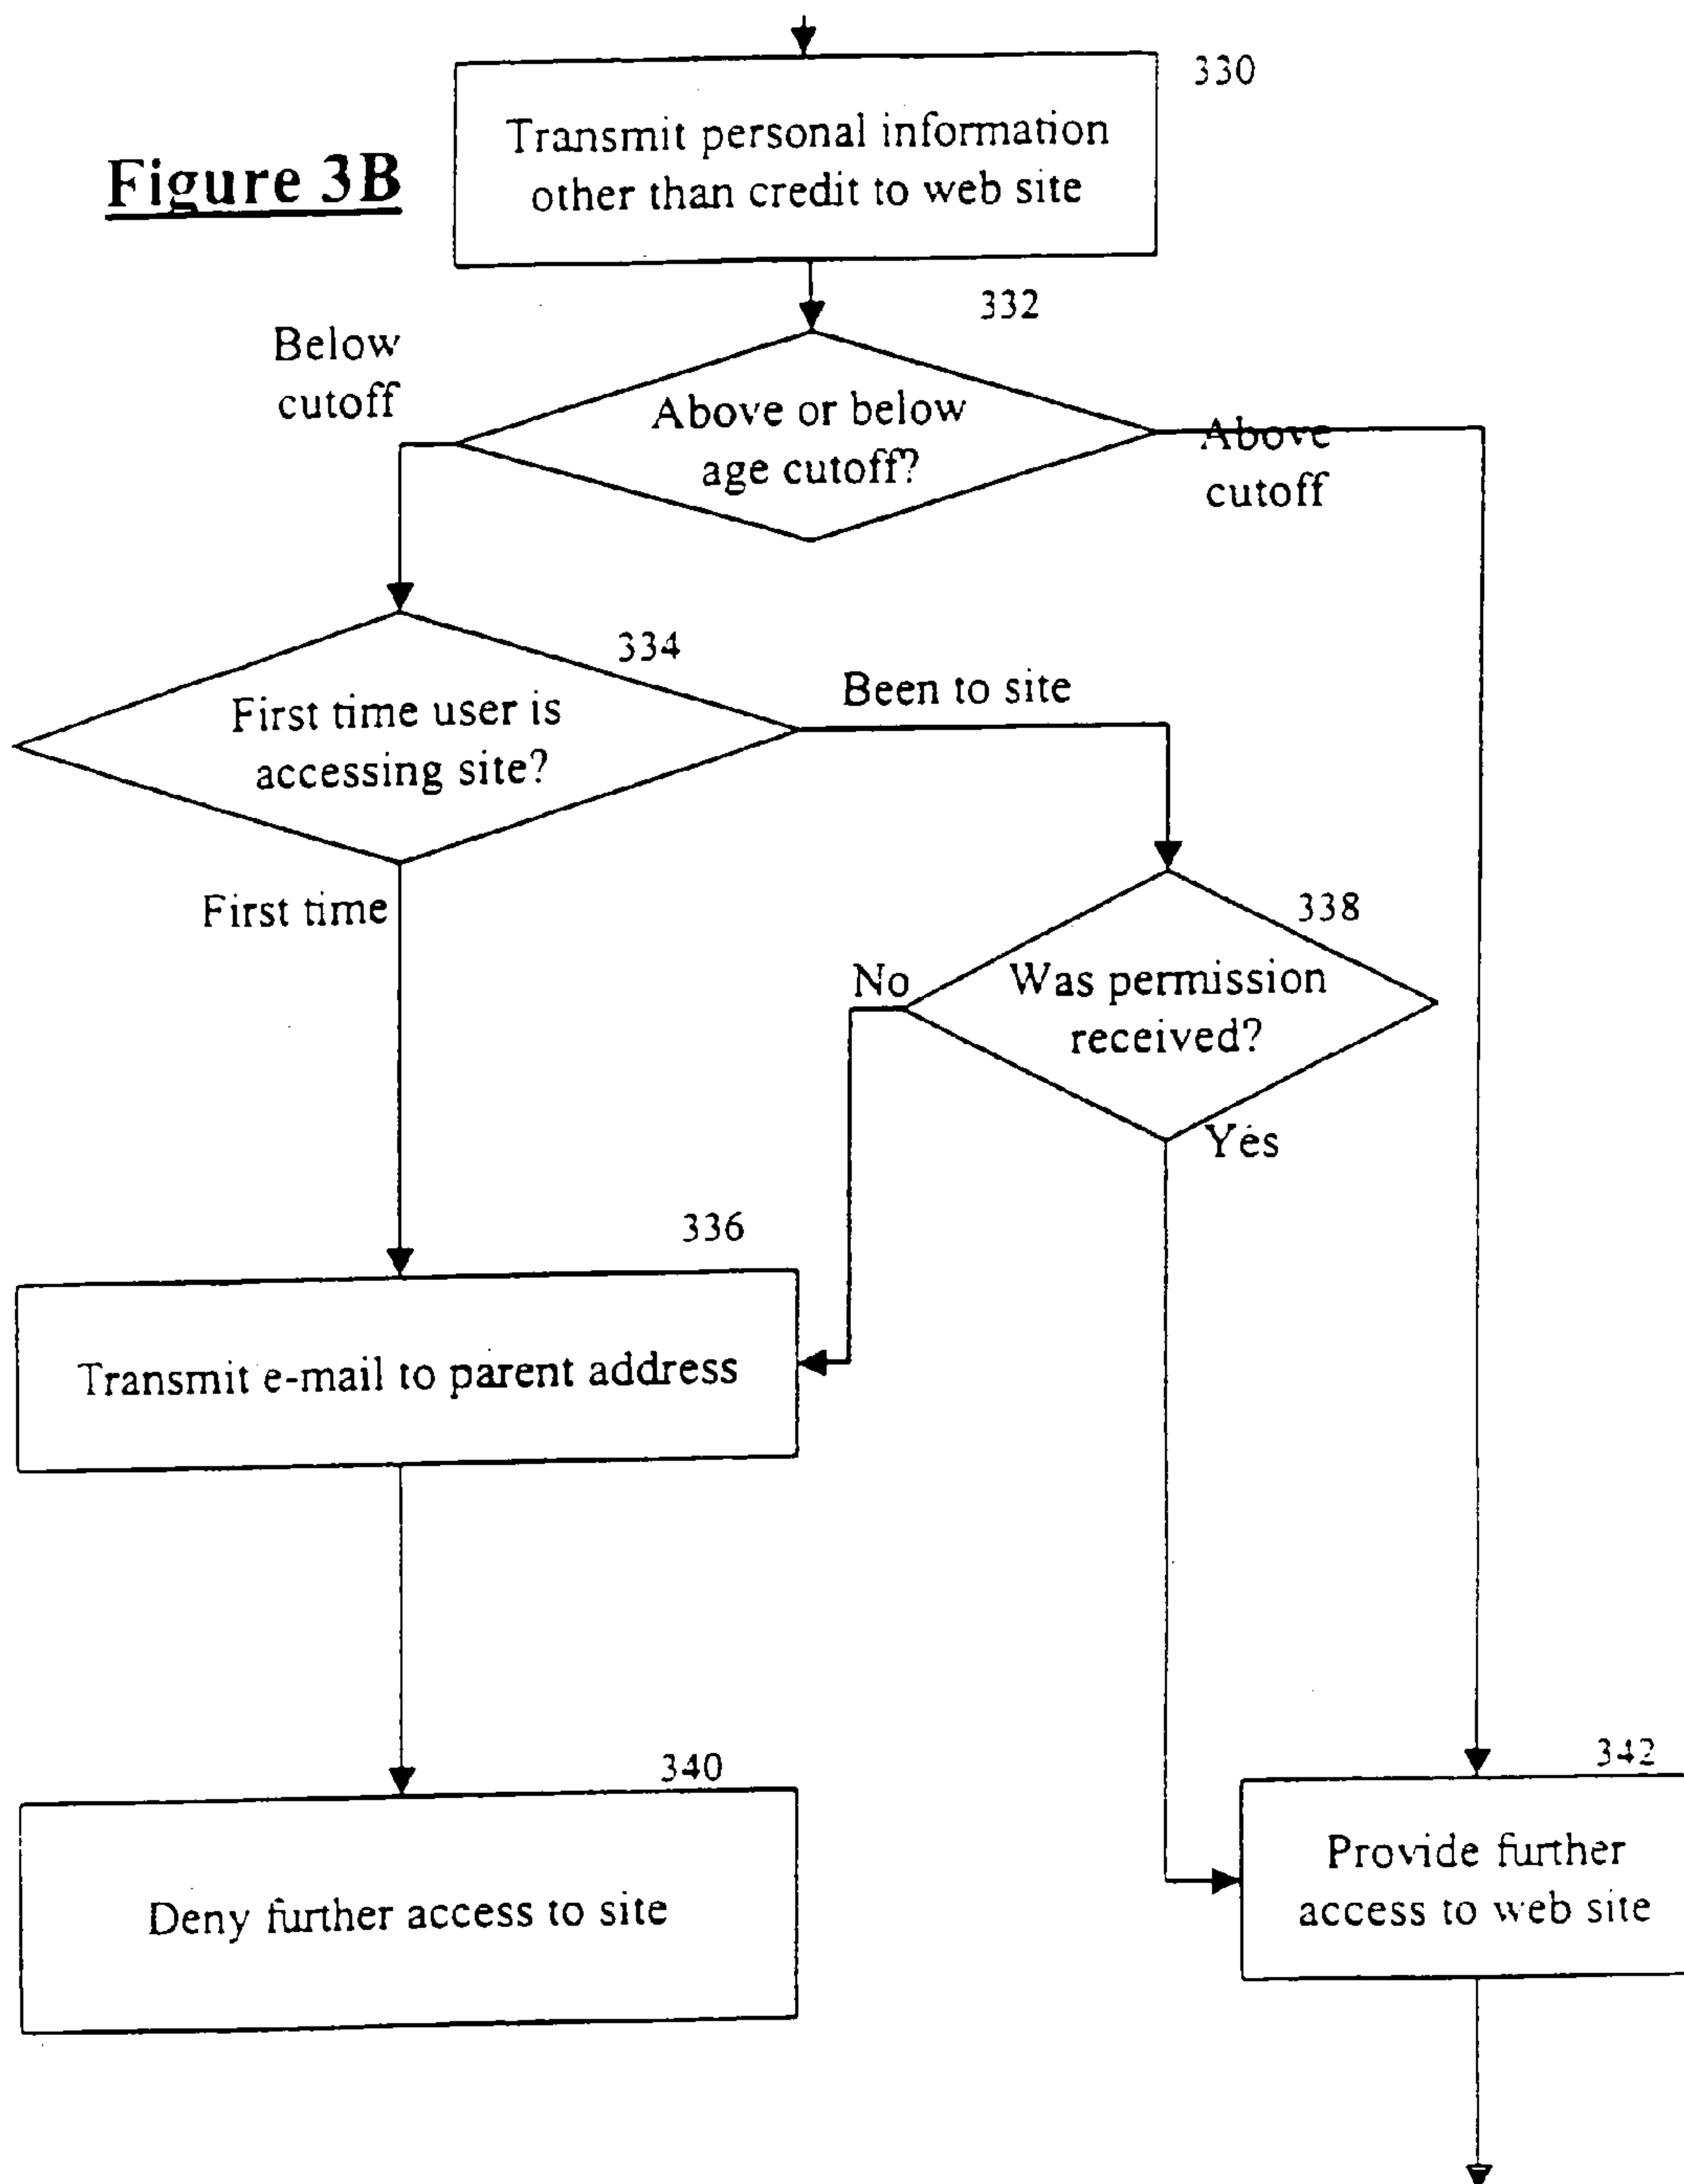 330
Transmit personal information
other than credit to web site
Figure 3B
332
Below
cutoff
Above or below
age cutoff?
Above
cutoff
334
First time user is
accessing site?
Been to site
First time
338
No
Was permission
received?
Yes
336
Transmit e-mail to parent address
340
Deny further access to site
342
Provide further
access to web site